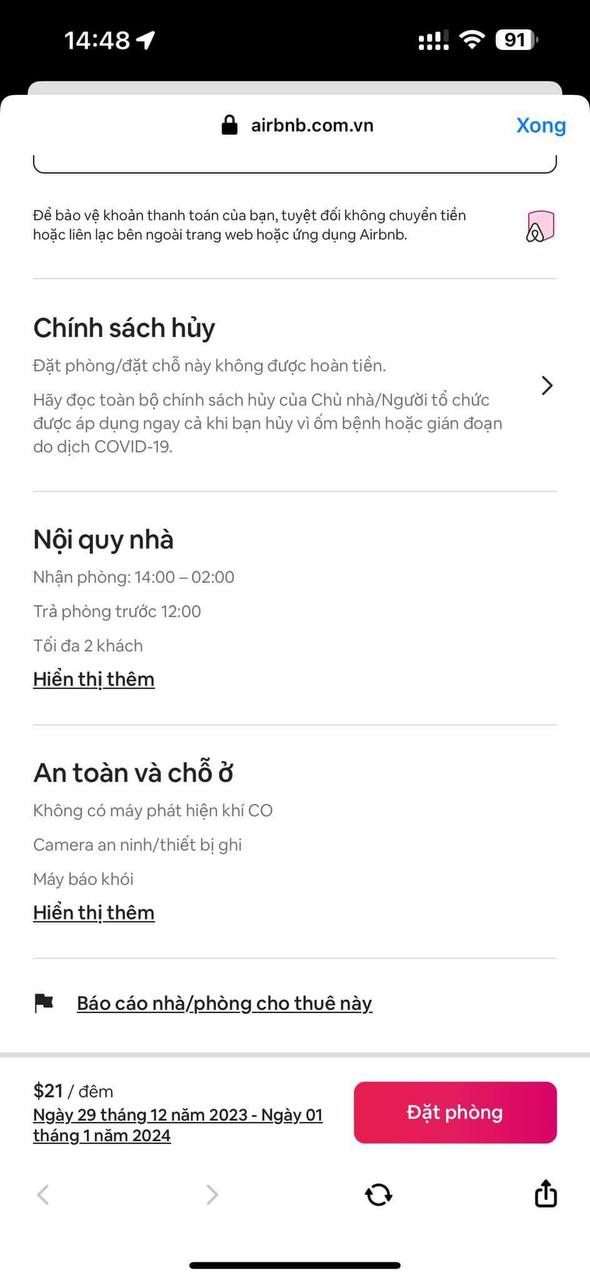 14:48
91
airbnb.com.vn
Xong
Để bảo vệ khoản thanh toán của bạn, tuyệt đối không chuyển tiền
hoặc liên lạc bên ngoài trang web hoặc ứng dụng Airbnb.
Chính sách hủy
Đặt phòng/đặt chỗ này không được hoàn tiền.
Hãy đọc toàn bộ chính sách hủy của Chủ nhà/Người tổ chức
được áp dụng ngay cả khi bạn hủy vì ốm bệnh hoặc gián đoạn
do dịch COVID-19.
Nội quy nhà
Nhận phòng: 14:00 – 02:00
Trả phòng trước 12:00
Tối đa 2 khách
Hiển thị thêm
An toàn và chỗ ở
Không có máy phát hiện khí CO
Camera an ninh/thiết bị ghi
Máy báo khói
Hiển thị thêm
Báo cáo nhà/phòng cho thuê này
$21 / đêm
Ngày 29 tháng 12 năm 2023 - Ngày 01
tháng 1 năm 2024
Đặt phòng